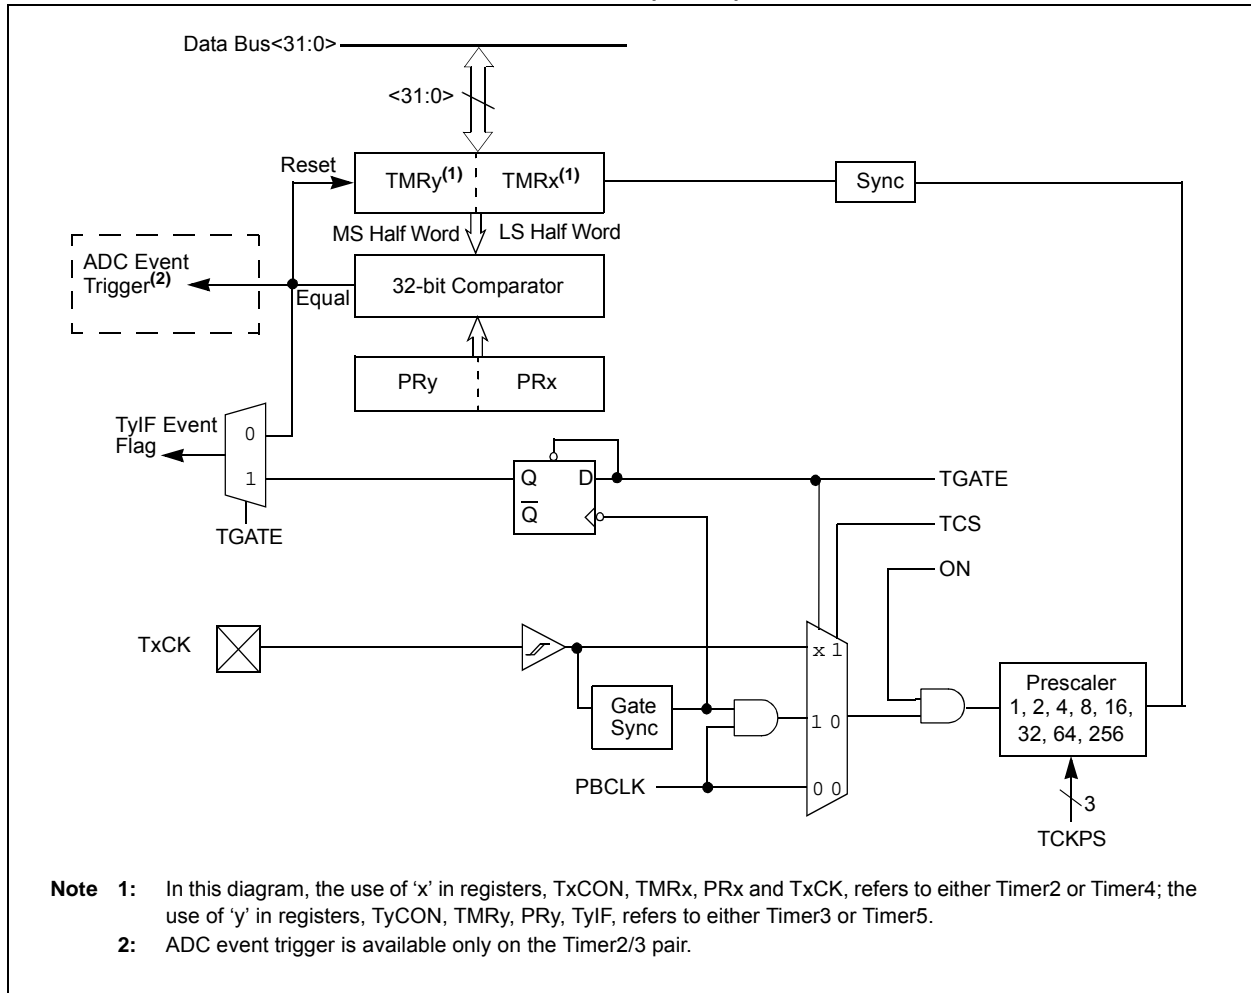 Data Bus<31:0>
<31:0>
Reset
TMRy(1) TMRx(1)
Sync
MS Half Word LS Half Word
ADC Event
Trigger(2)
Equal
32-bit Comparator
PRy PRx
TyIF Event
Flag
0
1
TGATE
Q D
Q
TGATE
TCS
ON
TxCK
x 1
Gate
Sync
1 0
PBCLK
0 0
Prescaler
1, 2, 4, 8, 16,
32, 64, 256
3
TCKPS
Note 1: In this diagram, the use of ‘x’ in registers, TxCON, TMRx, PRx and TxCK, refers to either Timer2 or Timer4; the
use of ‘y’ in registers, TyCON, TMRy, PRy, TyIF, refers to either Timer3 or Timer5.
2: ADC event trigger is available only on the Timer2/3 pair.